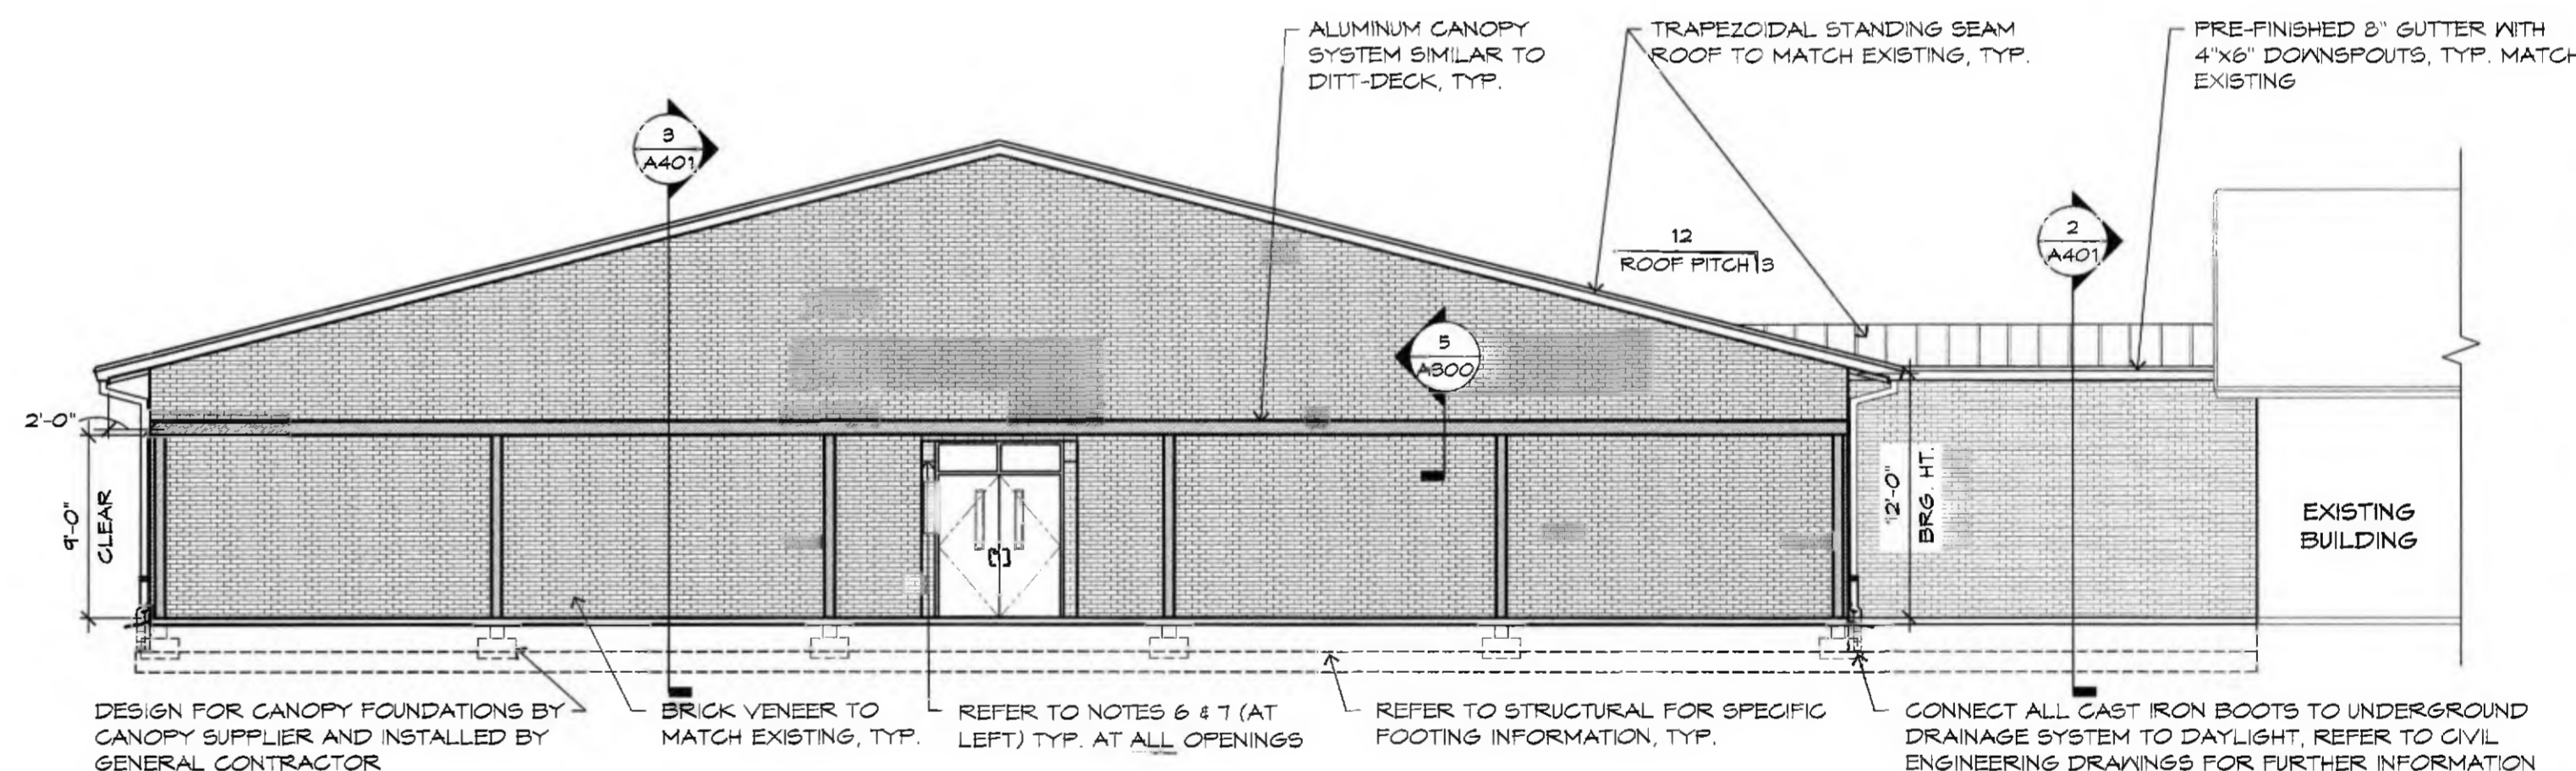 ALUMINUM CANOPY
SYSTEM SIMILAR TO
DITT-DECK, TYP.
TRAPEZOIDAL STANDING SEAM
ROOF TO MATCH EXISTING, TYP.
PRE-FINISHED 8" GUTTER WITH
4"x6" DOWNSPOUTS, TYP. MATCH
EXISTING
3
A401
12
ROOF PITCH 3
2
A401
5
A300
2'-0"
9'-0"
CLEAR
12'-0"
BRG. HT.
EXISTING
BUILDING
DESIGN FOR CANOPY FOUNDATIONS BY
CANOPY SUPPLIER AND INSTALLED BY
GENERAL CONTRACTOR
BRICK VENEER TO
MATCH EXISTING, TYP.
REFER TO NOTES 6 & 7 (AT
LEFT) TYP. AT ALL OPENINGS
REFER TO STRUCTURAL FOR SPECIFIC
FOOTING INFORMATION, TYP.
CONNECT ALL CAST IRON BOOTS TO UNDERGROUND
DRAINAGE SYSTEM TO DAYLIGHT, REFER TO CIVIL
ENGINEERING DRAWINGS FOR FURTHER INFORMATION